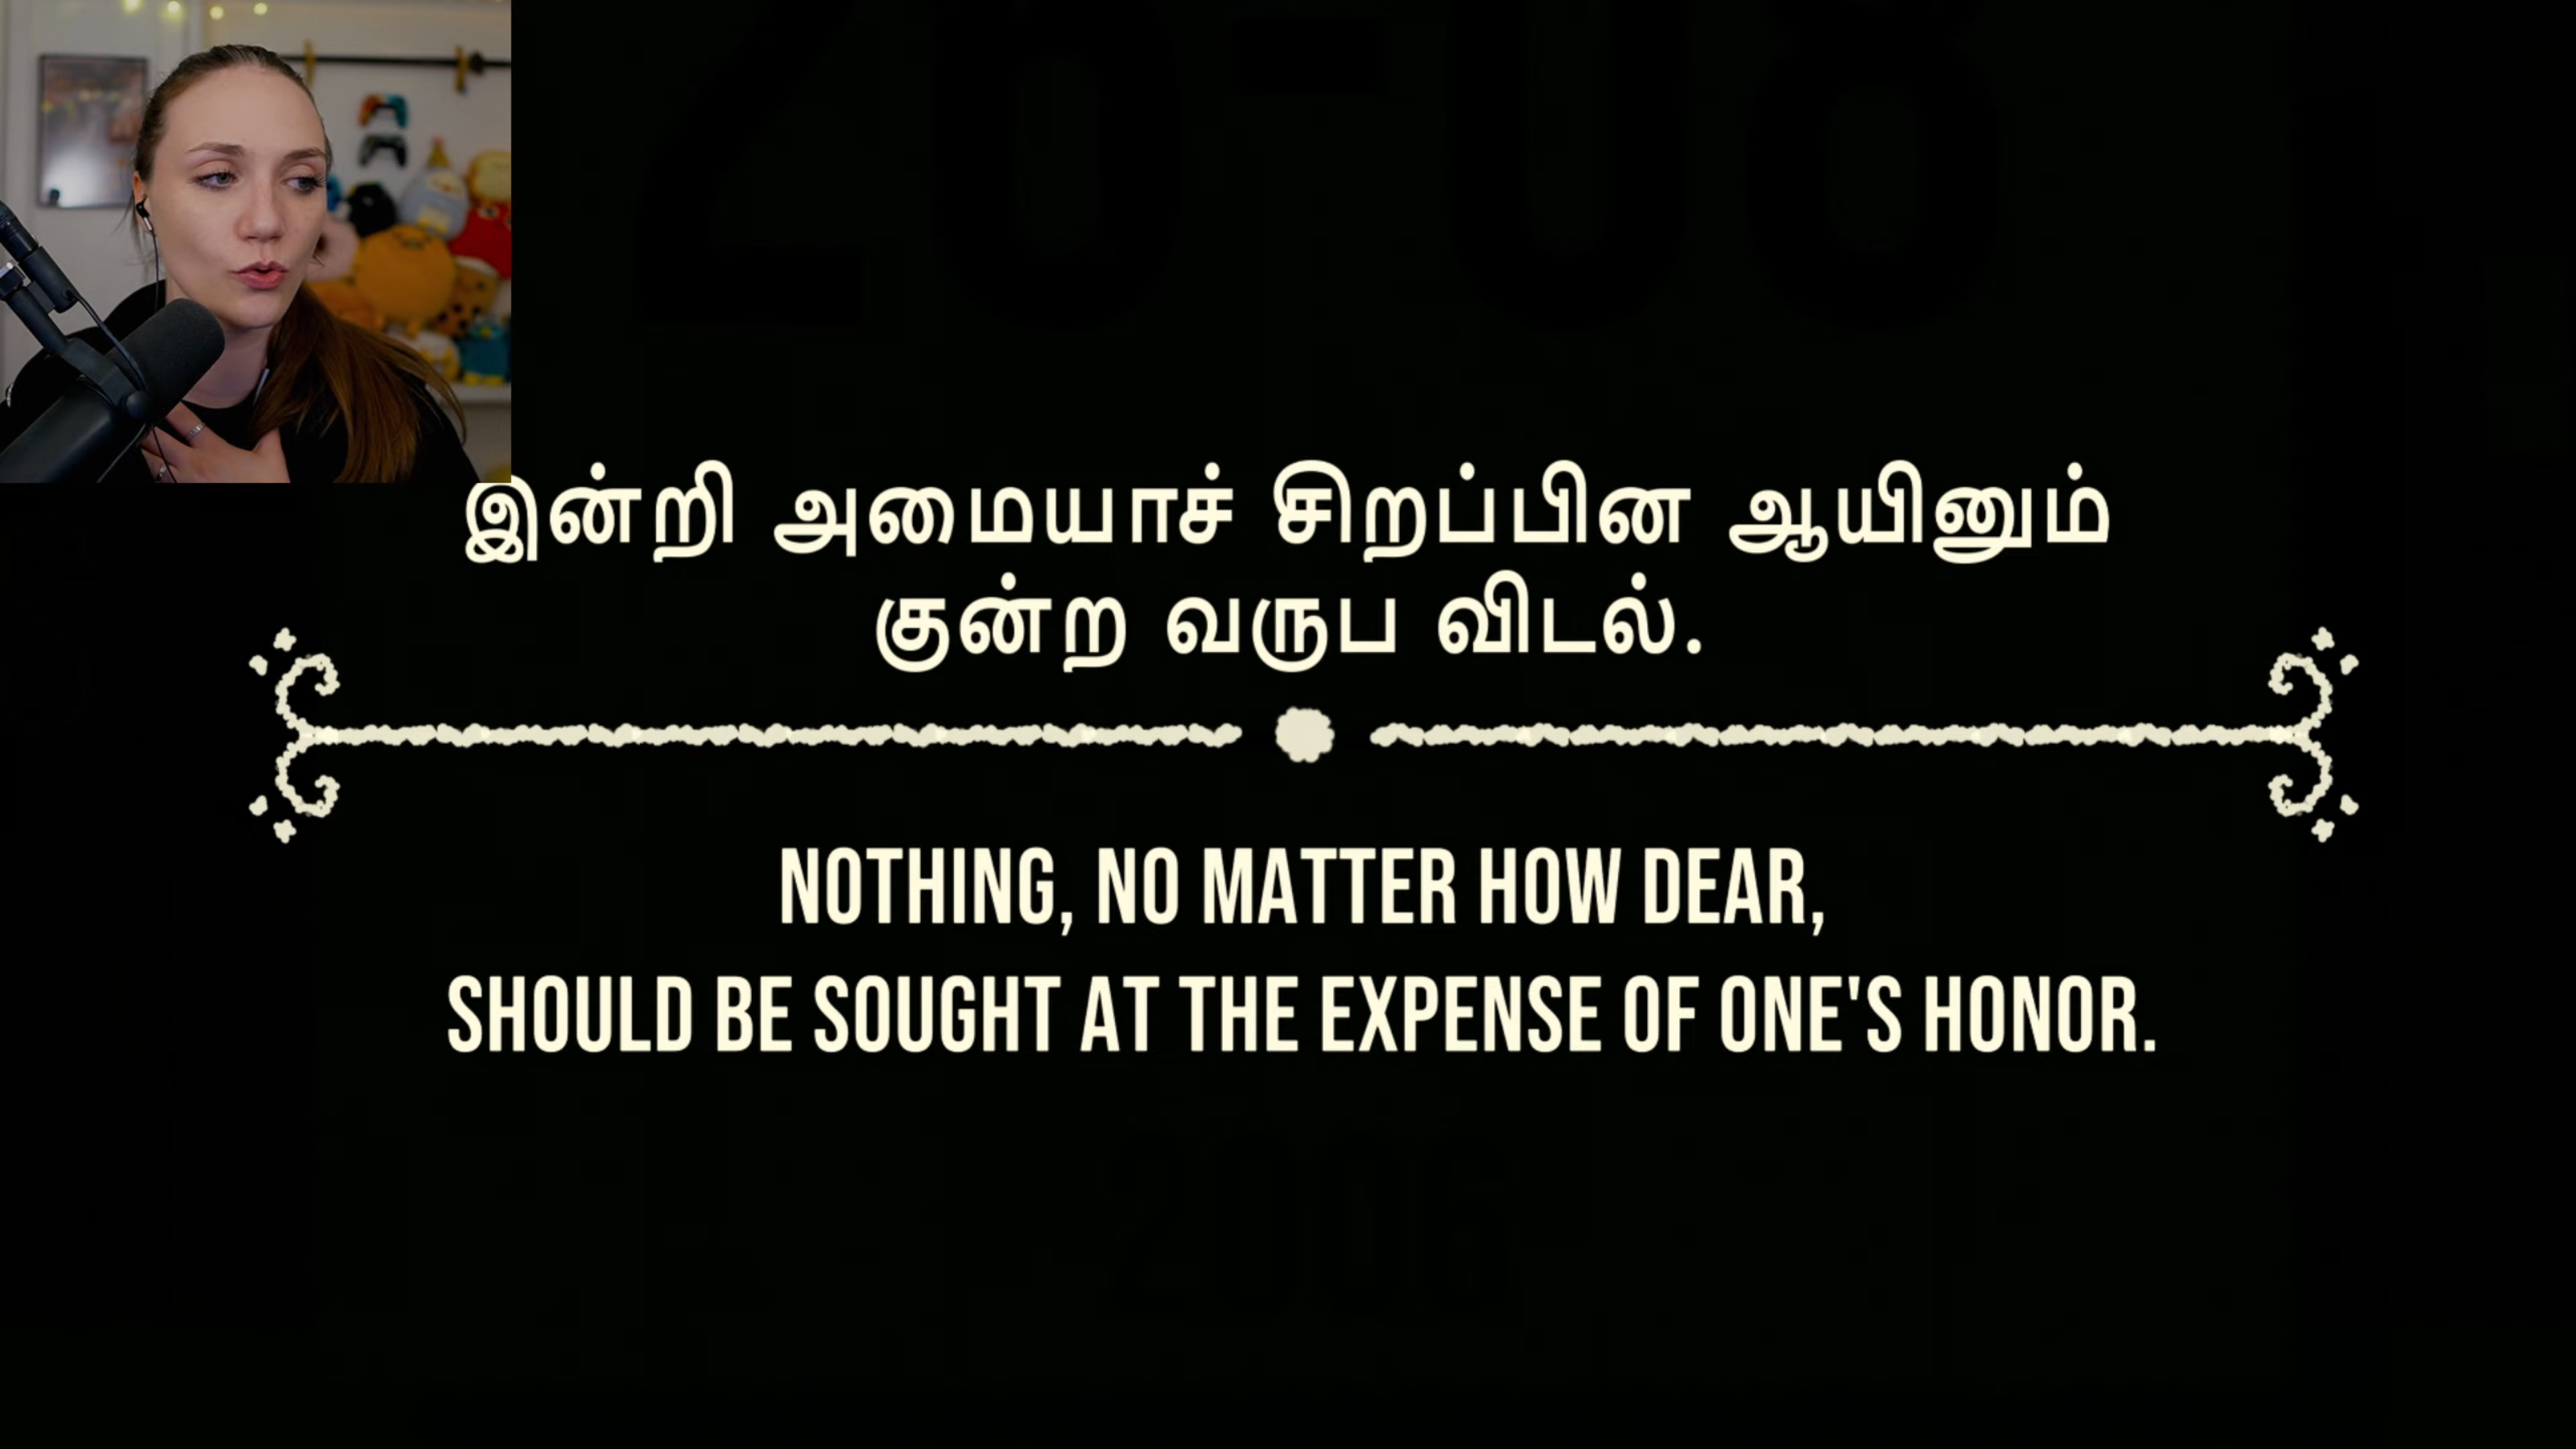 இன்றி அமையாச் சிறப்பின ஆயினும்
குன்ற வருப விடல்.
NOTHING, NO MATTER HOW DEAR,
SHOULD BE SOUGHT AT THE EXPENSE OF ONE'S HONOR.